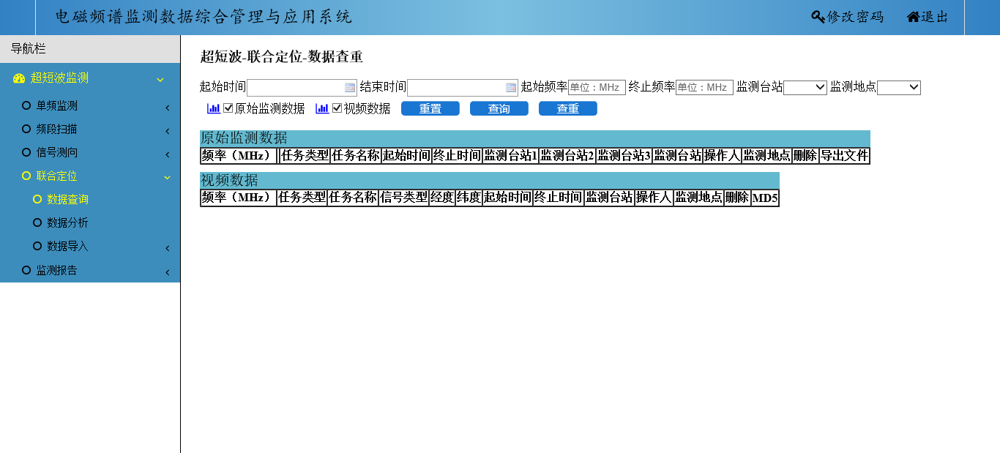 电磁频谱监测数据综合管理与应用系统 修改密码 退出
导航栏
超短波监测
单频监测
频段扫描
信号测向
联合定位
数据查询
数据分析
数据导入
监测报告
超短波-联合定位-数据查重
起始时间 结束时间 起始频率 单位：MHz 终止频率 单位：MHz 监测台站 监测地点
原始监测数据 视频数据 重置 查询 查重
原始监测数据
频率（MHz） 任务类型 任务名称 起始时间 终止时间 监测台站1 监测台站2 监测台站3 监测台站 操作人 监测地点 删除 导出文件
视频数据
频率（MHz） 任务类型 任务名称 信号类型 经度 纬度 起始时间 终止时间 监测台站 操作人 监测地点 删除 MD5